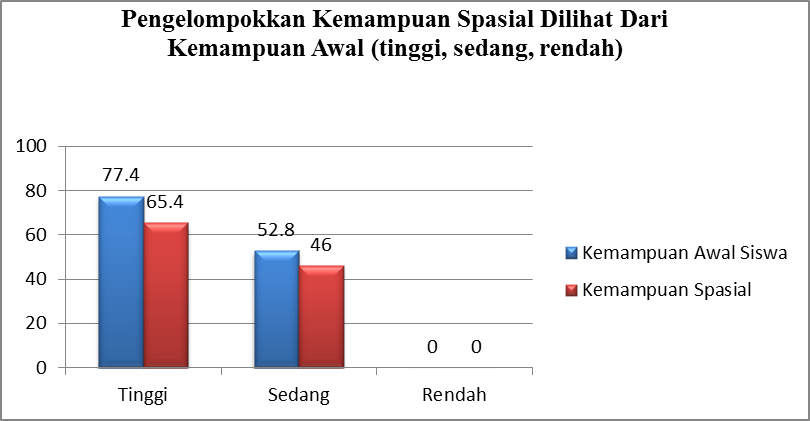 Pengelompokkan Kemampuan Spasial Dilihat Dari
Kemampuan Awal (tinggi, sedang, rendah)
100
80
60
40
20
0
77.4
65.4
52.8
46
0
0
Tinggi
Sedang
Rendah
Kemampuan Awal Siswa
Kemampuan Spasial